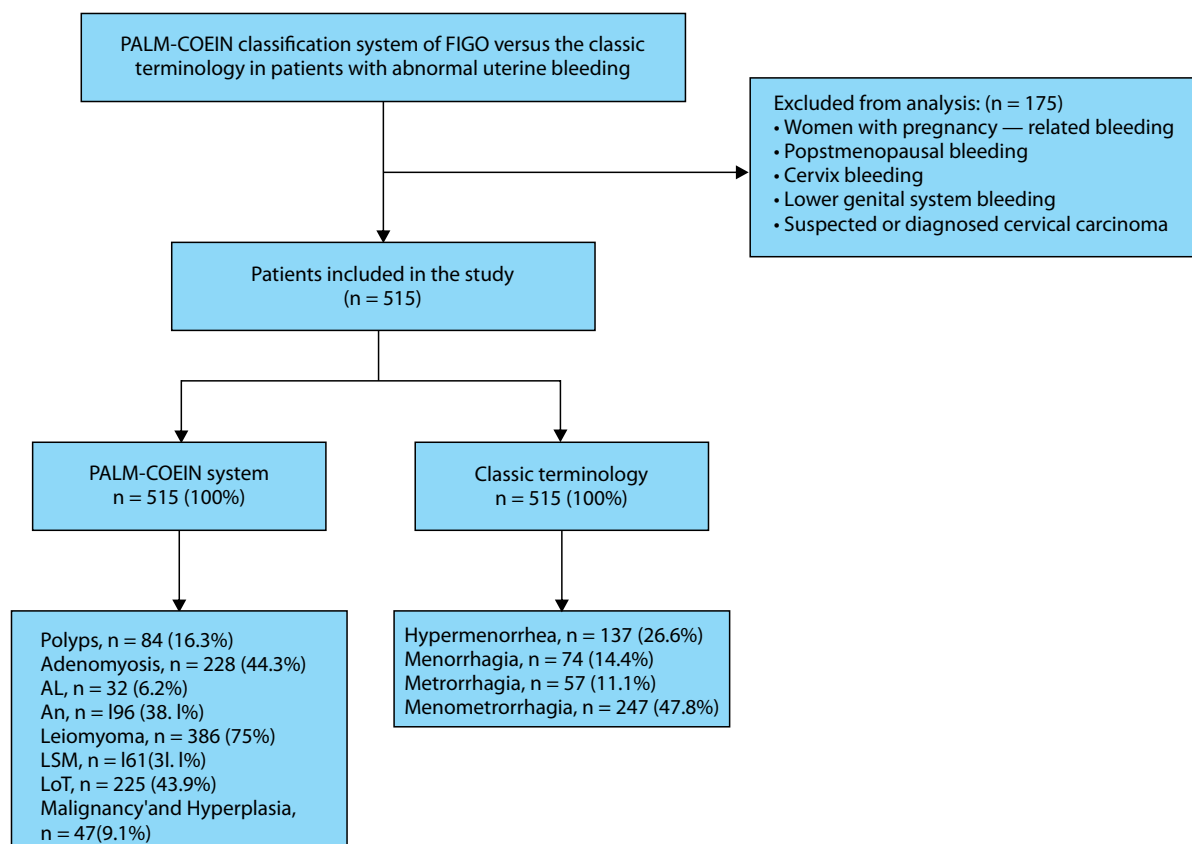 PALM-COEIN classification system of FIGO versus the classic
terminology in patients with abnormal uterine bleeding
Excluded from analysis: (n = 175)
• Women with pregnancy — related bleeding
• Popstmenopausal bleeding
• Cervix bleeding
• Lower genital system bleeding
• Suspected or diagnosed cervical carcinoma
Patients included in the study
(n = 515)
PALM-COEIN system
n = 515 (100%)
Classic terminology
n = 515 (100%)
Polyps, n = 84 (16.3%)
Adenomyosis, n = 228 (44.3%)
AL, n = 32 (6.2%)
An, n = l96 (38. l%)
Leiomyoma, n = 386 (75%)
LSM, n = l61(3l. l%)
LoT, n = 225 (43.9%)
Malignancy'and Hyperplasia,
n = 47(9.1%)
Hypermenorrhea, n = 137 (26.6%)
Menorrhagia, n = 74 (14.4%)
Metrorrhagia, n = 57 (11.1%)
Menometrorrhagia, n = 247 (47.8%)